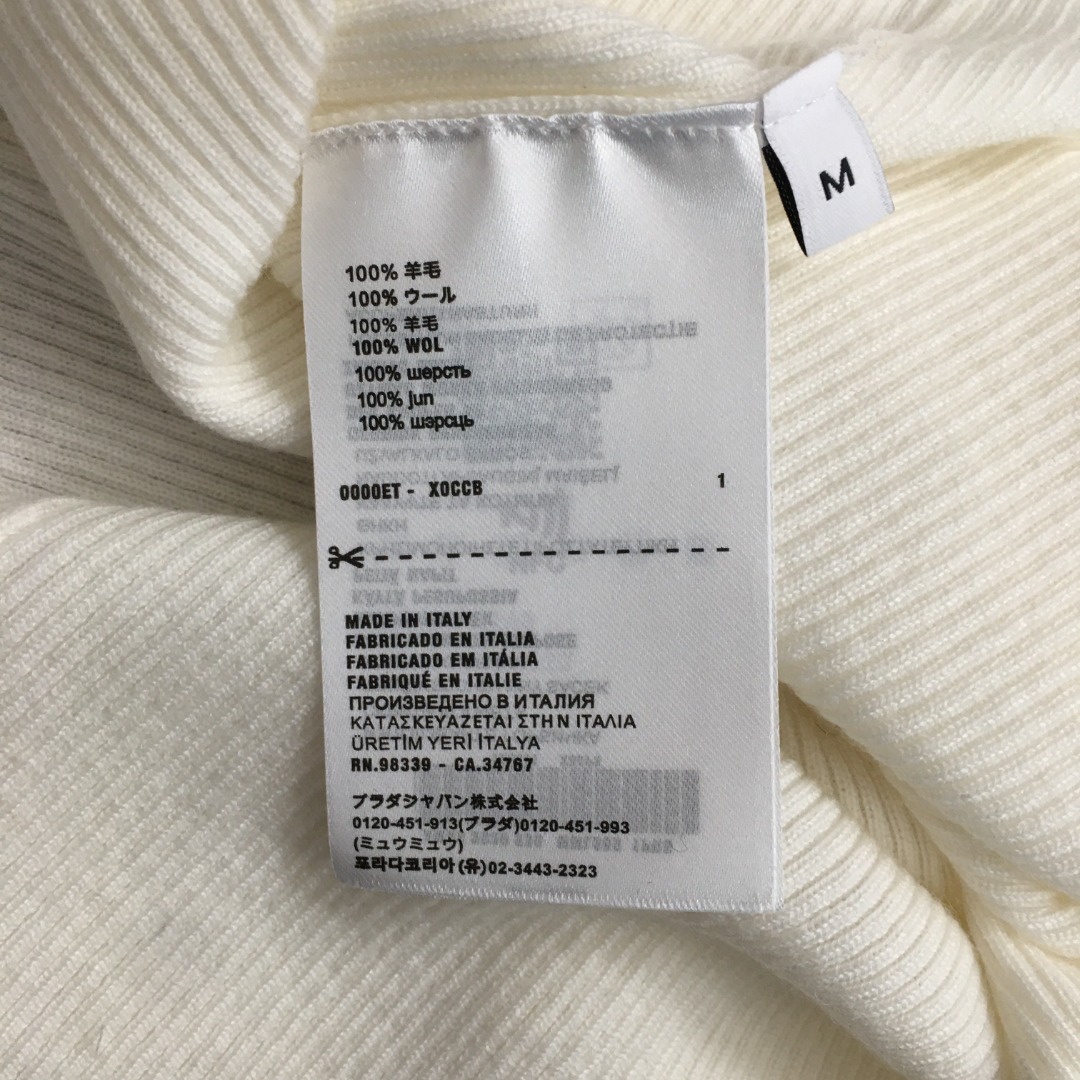 M
100% 羊毛
100% ウール
100% 羊毛
100% WOL
100% шерсть
100% jun
100% шэрсць
0000ET - X0CCB 1
MADE IN ITALY
FABRICADO EN ITALIA
FABRICADO EM ITÁLIA
FABRIQUÉ EN ITALIE
ПРОИЗВЕДЕНО В ИТАЛИЯ
ΚΑΤΑΣΚΕΥΑΖΕΤΑΙ ΣΤΗΝ ΙΤΑΛΙΑ
ÜRETİM YERİ İTALYA
RN.98339 - CA.34767
プラダジャパン株式会社
0120-451-913(プラダ)0120-451-993
(ミュウミュウ)
프라다코리아(유)02-3443-2323